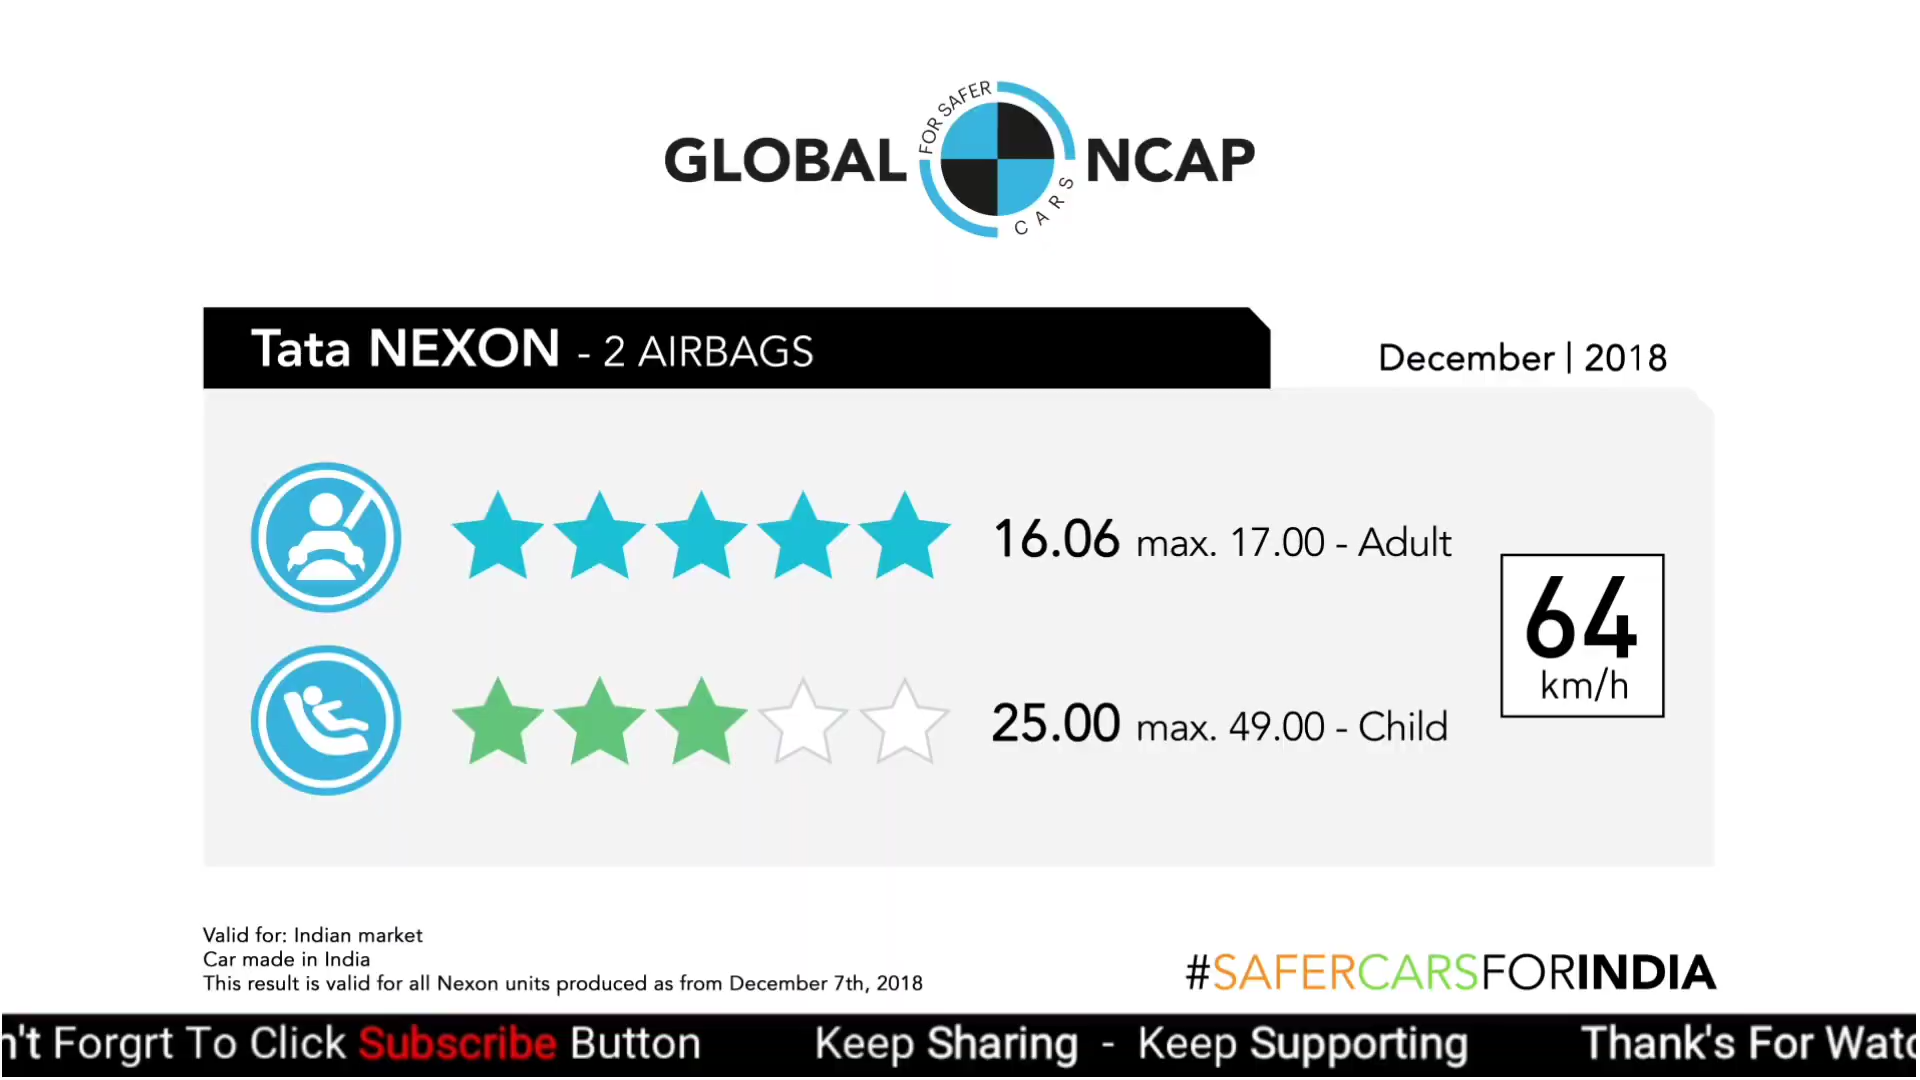 GLOBAL FOR SAFER CARS NCAP
Tata NEXON - 2 AIRBAGS
December | 2018
16.06 max. 17.00 - Adult
64
km/h
25.00 max. 49.00 - Child
Valid for: Indian market
Car made in India
This result is valid for all Nexon units produced as from December 7th, 2018
#SAFERCARSFORINDIA
n't Forgrt To Click Subscribe Button Keep Sharing - Keep Supporting Thank's For Watc